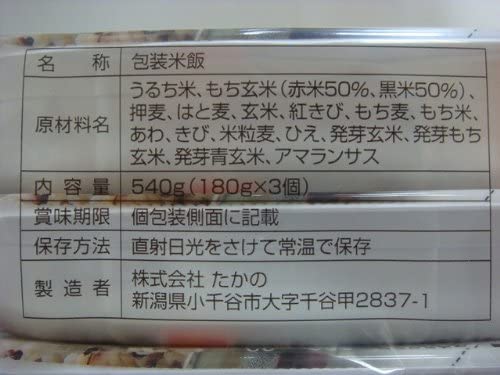 名称 包装米飯
原材料名 うるち米、もち玄米(赤米50%、黒米50%)、
押麦、はと麦、玄米、紅きび、もち麦、もち米、
あわ、きび、米粒麦、ひえ、発芽玄米、発芽もち
玄米、発芽青玄米、アマランサス
内容量 540g(180g×3個)
賞味期限 個包装側面に記載
保存方法 直射日光をさけて常温で保存
製造者 株式会社 たかの
新潟県小千谷市大字千谷甲2837-1